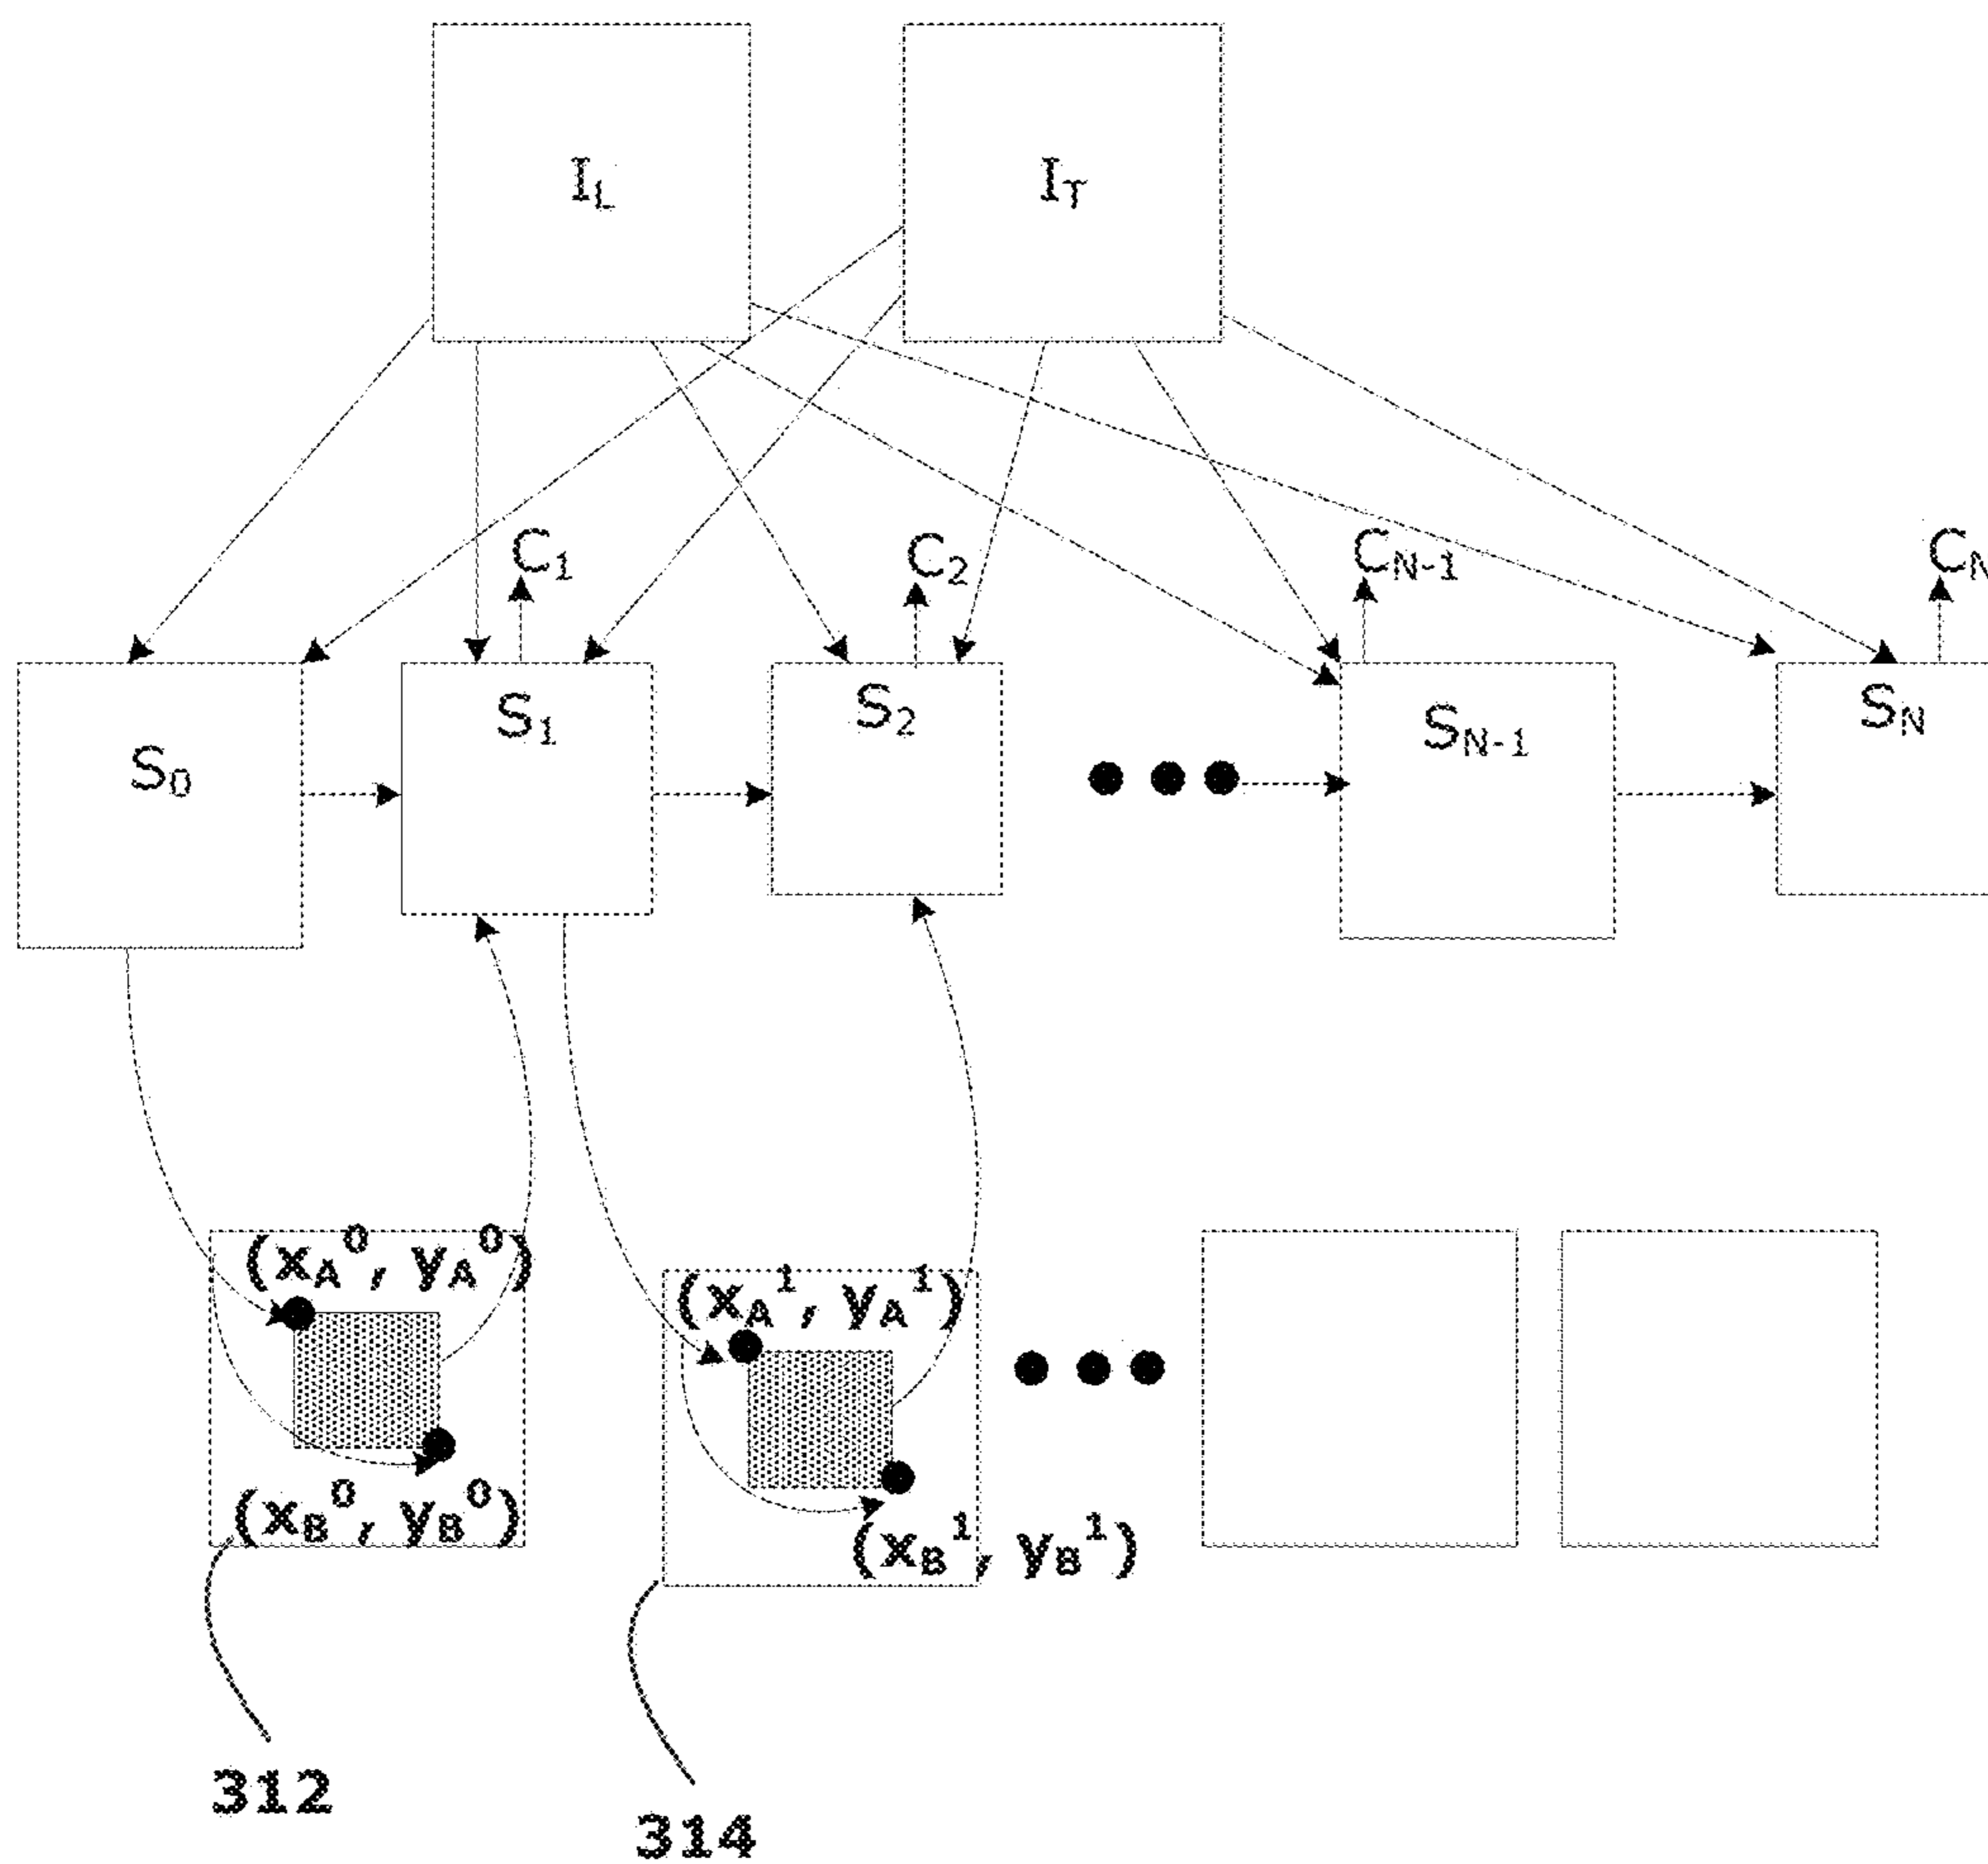 I_L
I_T
C_1
C_2
C_N-1
C_N
S_0
S_1
S_2
S_N-1
S_N
(x_A^0, y_A^0)
(x_A^1, y_A^1)
(x_B^0, y_B^0)
(x_B^1, y_B^1)
312
314